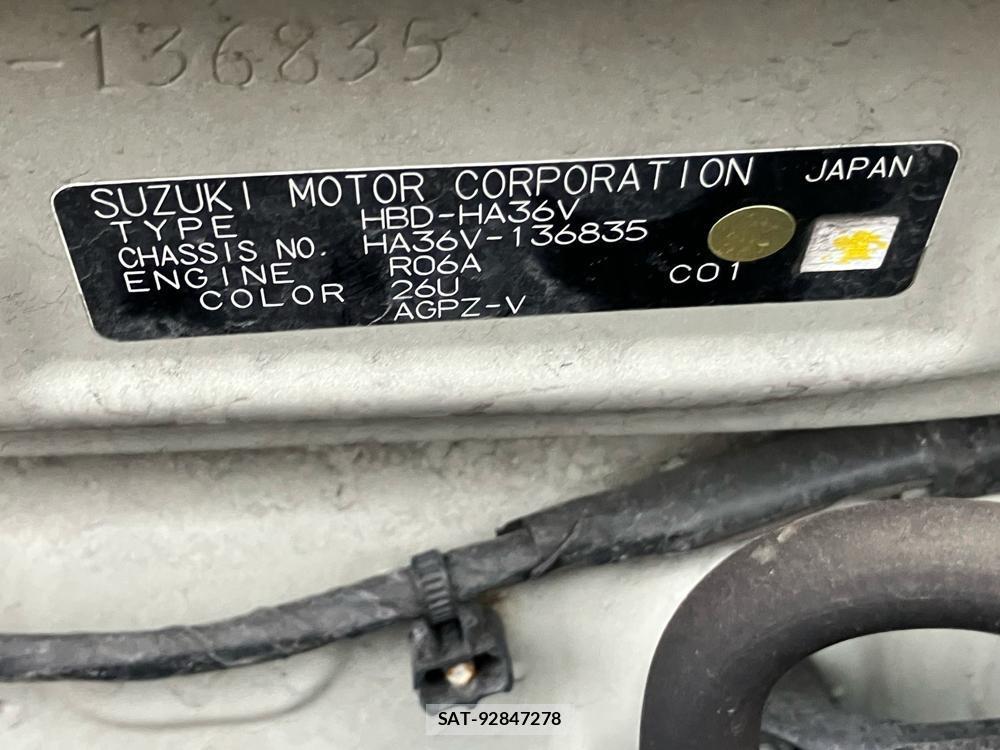 -136835
SUZUKI MOTOR CORPORATION JAPAN
TYPE HBD-HA36V
CHASSIS NO. HA36V-136835
ENGINE R06A C01
COLOR 26U
AGPZ-V
SAT-92847278